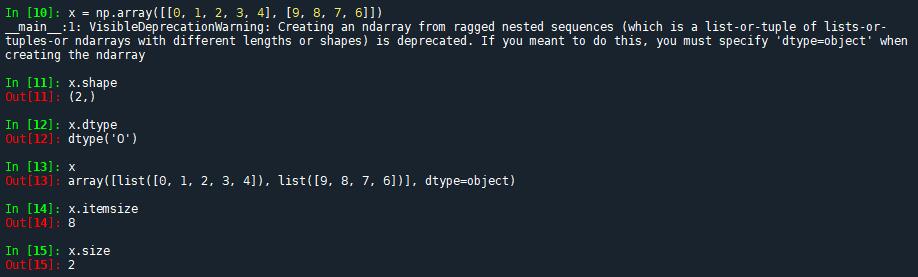 In [10]: x = np.array([[0, 1, 2, 3, 4], [9, 8, 7, 6]])
__main__:1: VisibleDeprecationWarning: Creating an ndarray from ragged nested sequences (which is a list-or-tuple of lists-or-
tuples-or ndarrays with different lengths or shapes) is deprecated. If you meant to do this, you must specify 'dtype=object' when
creating the ndarray
In [11]: x.shape
Out[11]: (2,)
In [12]: x.dtype
Out[12]: dtype('O')
In [13]: x
Out[13]: array([list([0, 1, 2, 3, 4]), list([9, 8, 7, 6])], dtype=object)
In [14]: x.itemsize
Out[14]: 8
In [15]: x.size
Out[15]: 2